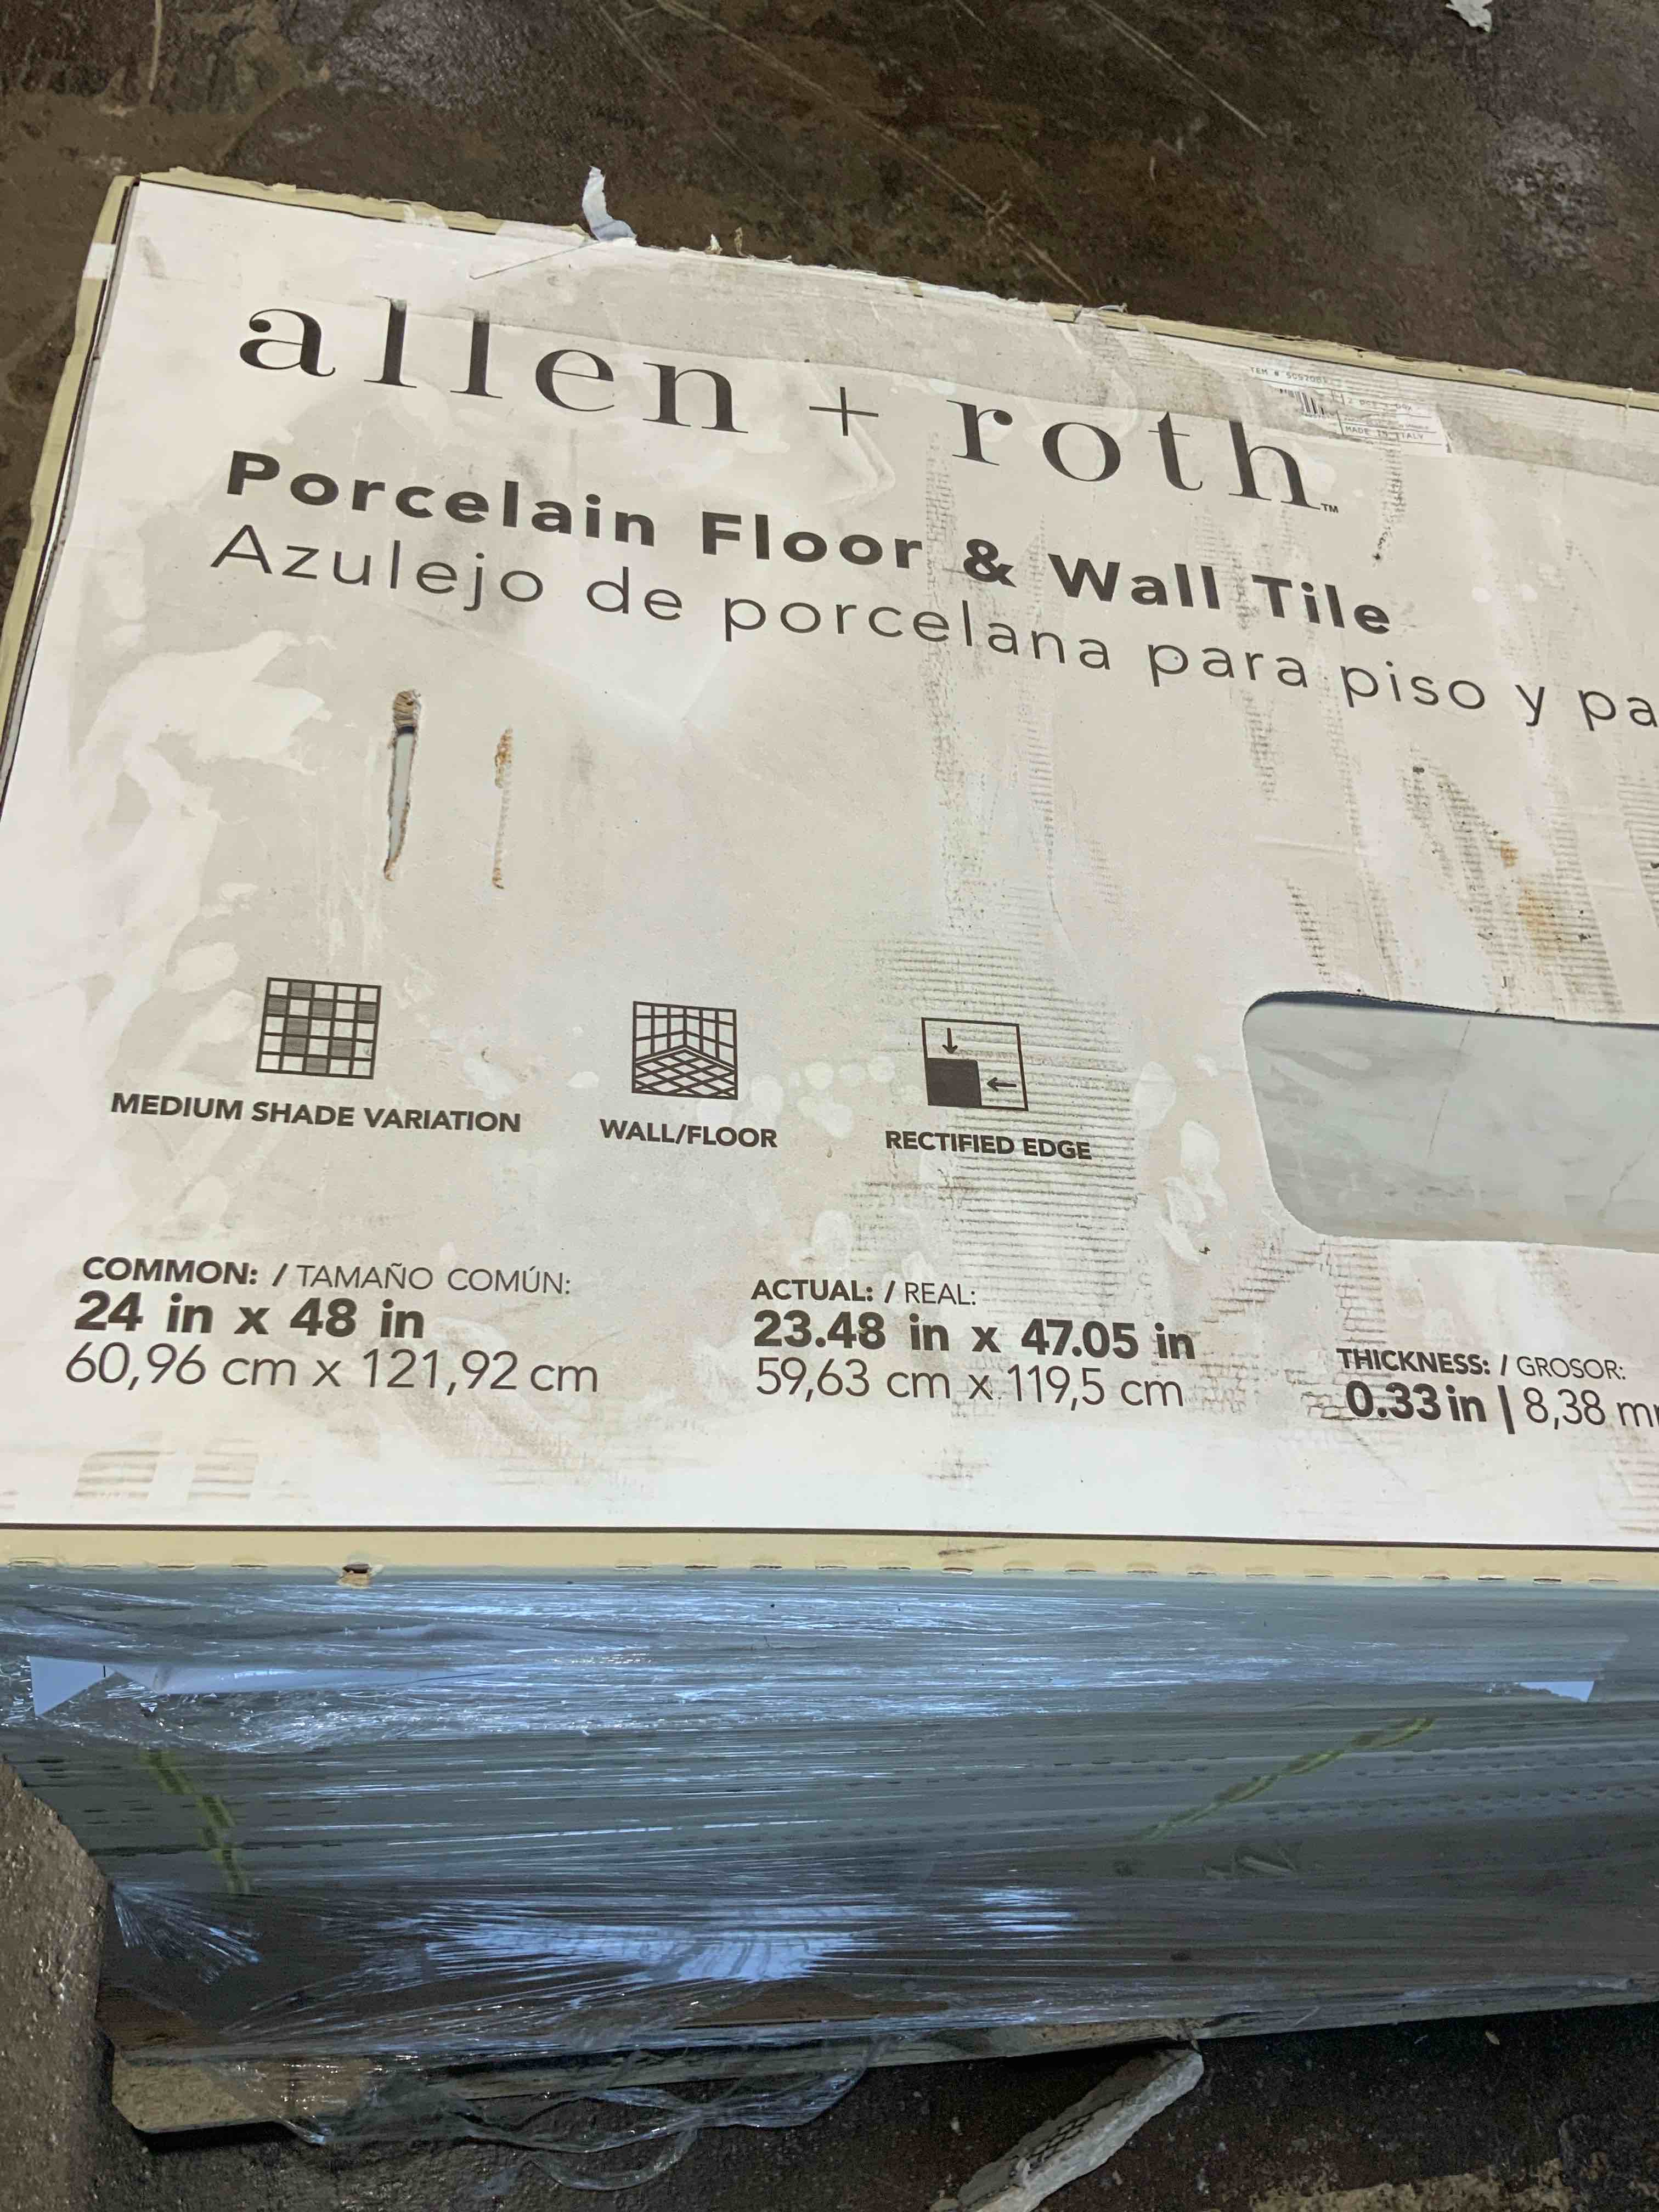 allen + roth™
MADE IN ITALY
Porcelain Floor & Wall Tile
Azulejo de porcelana para piso y pa
MEDIUM SHADE VARIATION
WALL/FLOOR
RECTIFIED EDGE
COMMON: / TAMAÑO COMÚN:
24 in x 48 in
60,96 cm x 121,92 cm
ACTUAL: / REAL:
23.48 in x 47.05 in
59,63 cm x 119,5 cm
THICKNESS: / GROSOR:
0.33 in | 8,38 m